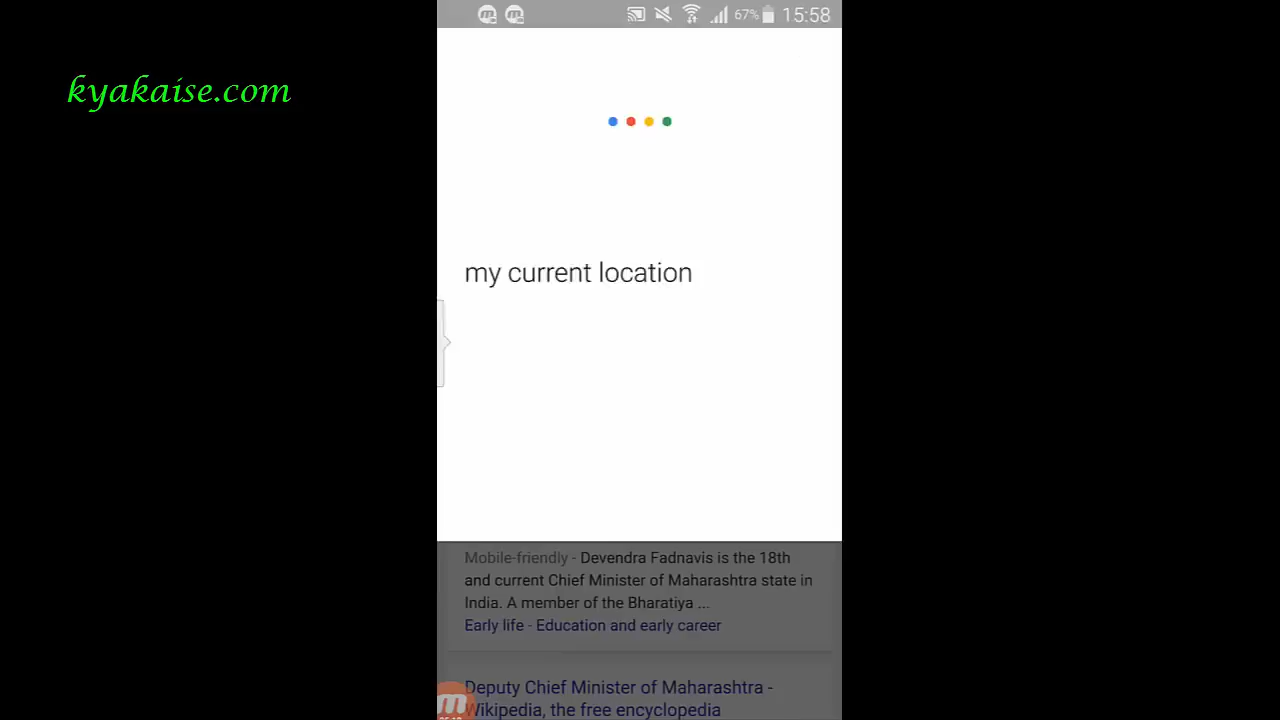 67% 15:58
kyakaise.com
my current location
Mobile-friendly - Devendra Fadnavis is the 18th
and current Chief Minister of Maharashtra state in
India. A member of the Bharatiya ...
Early life - Education and early career
Deputy Chief Minister of Maharashtra -
Wikipedia, the free encyclopedia